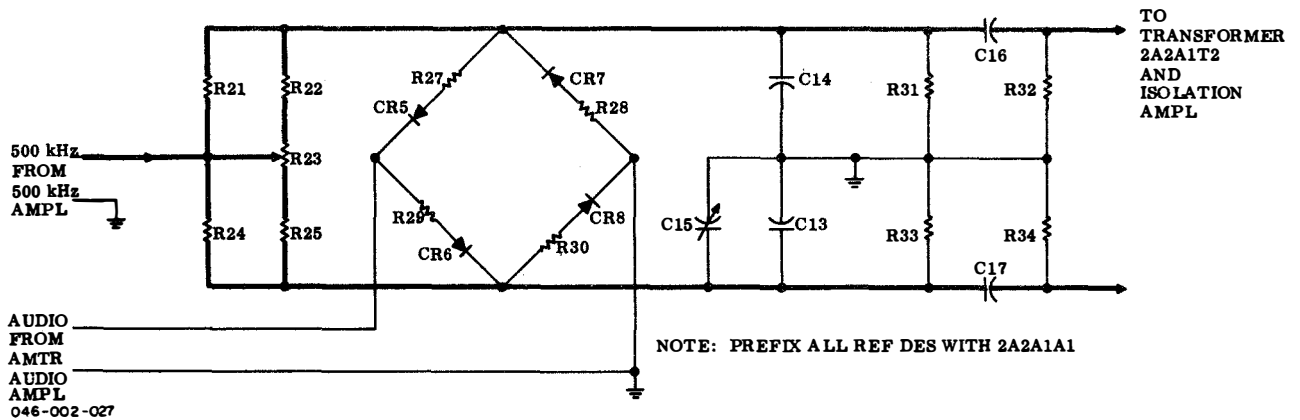 TO
TRANSFORMER
2A2A1T2
AND
ISOLATION
AMPL
C16
R21
R22
R27
CR7
CR5
R28
C14
R31
R32
500 kHz
FROM
500 kHz
AMPL
R23
R24
R25
R29
CR6
CR8
R30
C15
C13
R33
R34
C17
AUDIO
FROM
AMTR
AUDIO
AMPL
NOTE: PREFIX ALL REF DES WITH 2A2A1A1
046-002-027